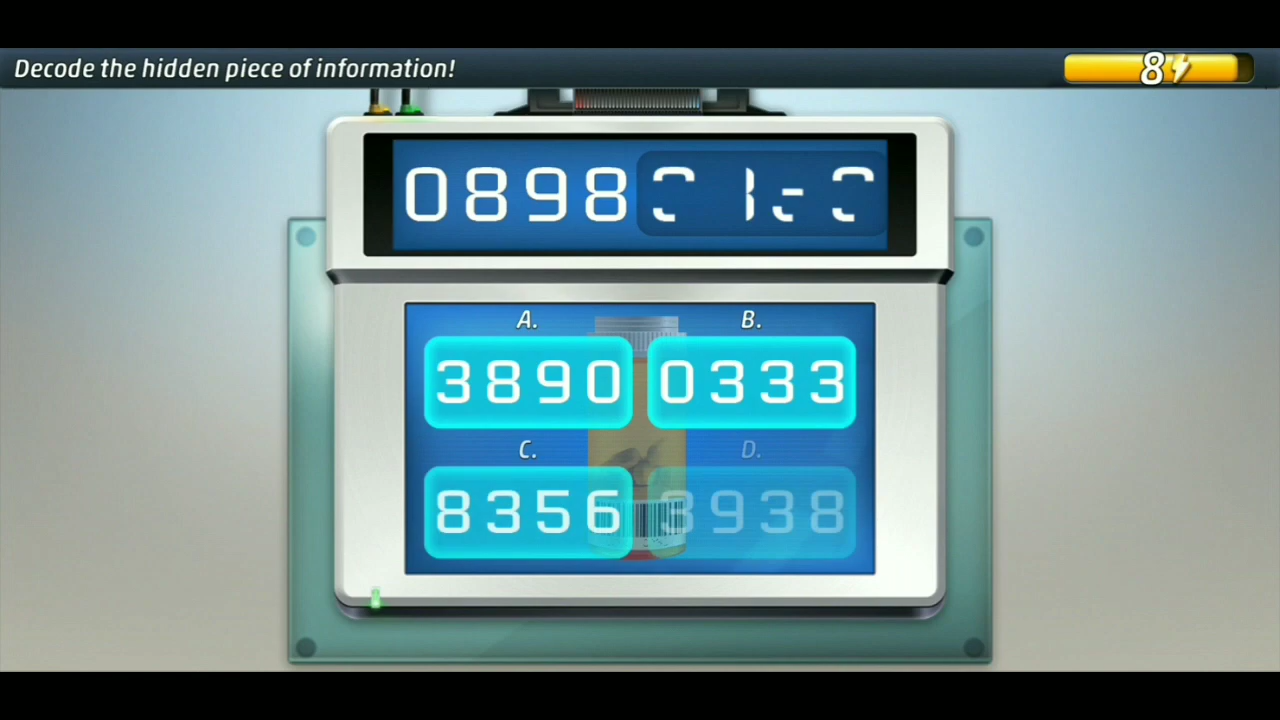 Decode the hidden piece of information!
8
0898
A.
B.
3890
0333
C.
D.
8356
3938